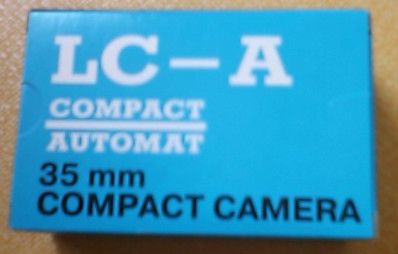 LC-A
COMPACT
AUTOMAT
35 mm
COMPACT CAMERA